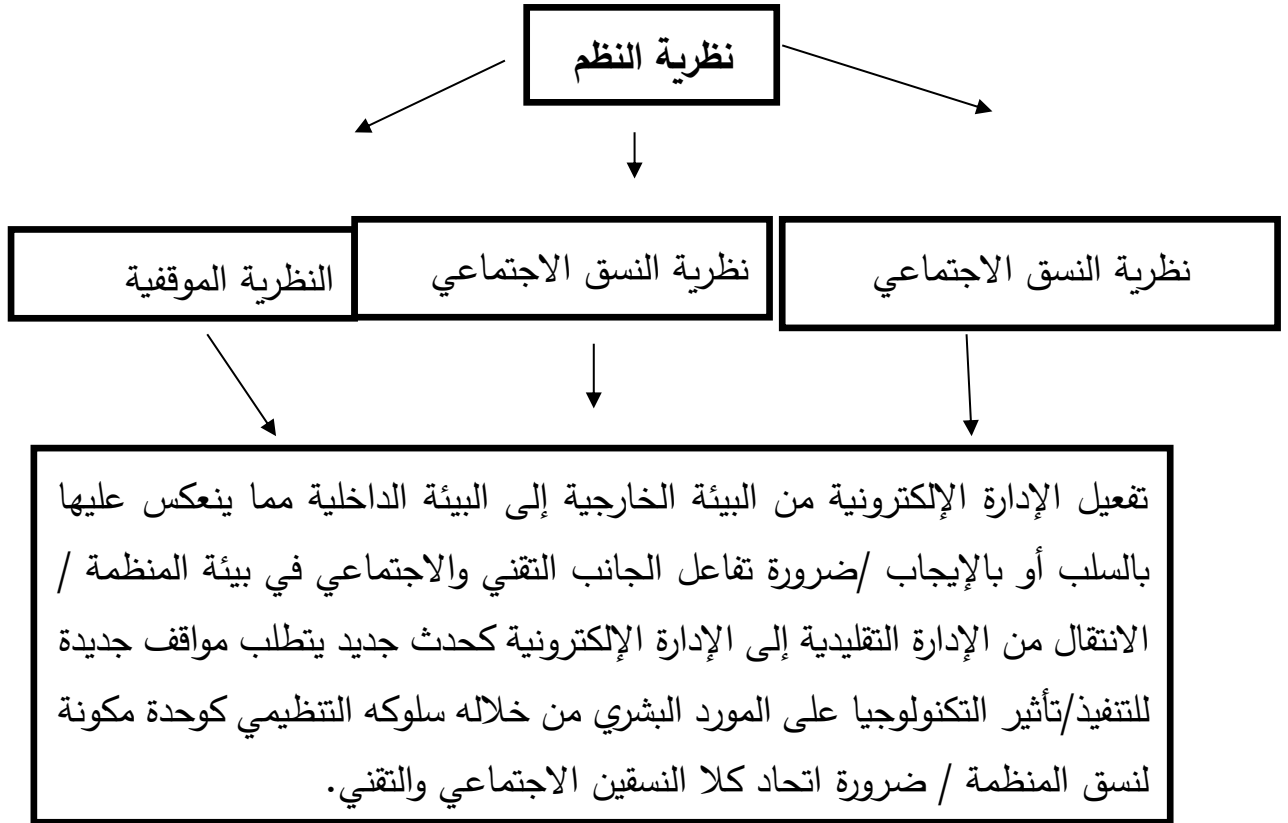 نظرية النظم
نظرية النسق الاجتماعي
نظرية النسق الاجتماعي
النظرية الموقفية
تفعيل الإدارة الإلكترونية من البيئة الخارجية إلى البيئة الداخلية مما ينعكس عليها
بالسلب أو بالإيجاب /ضرورة تفاعل الجانب التقني والاجتماعي في بيئة المنظمة /
الانتقال من الإدارة التقليدية إلى الإدارة الإلكترونية كحدث جديد يتطلب مواقف جديدة
للتنفيذ/تأثير التكنولوجيا على المورد البشري من خلاله سلوكه التنظيمي كوحدة مكونة
لنسق المنظمة / ضرورة اتحاد كلا النسقين الاجتماعي والتقني.